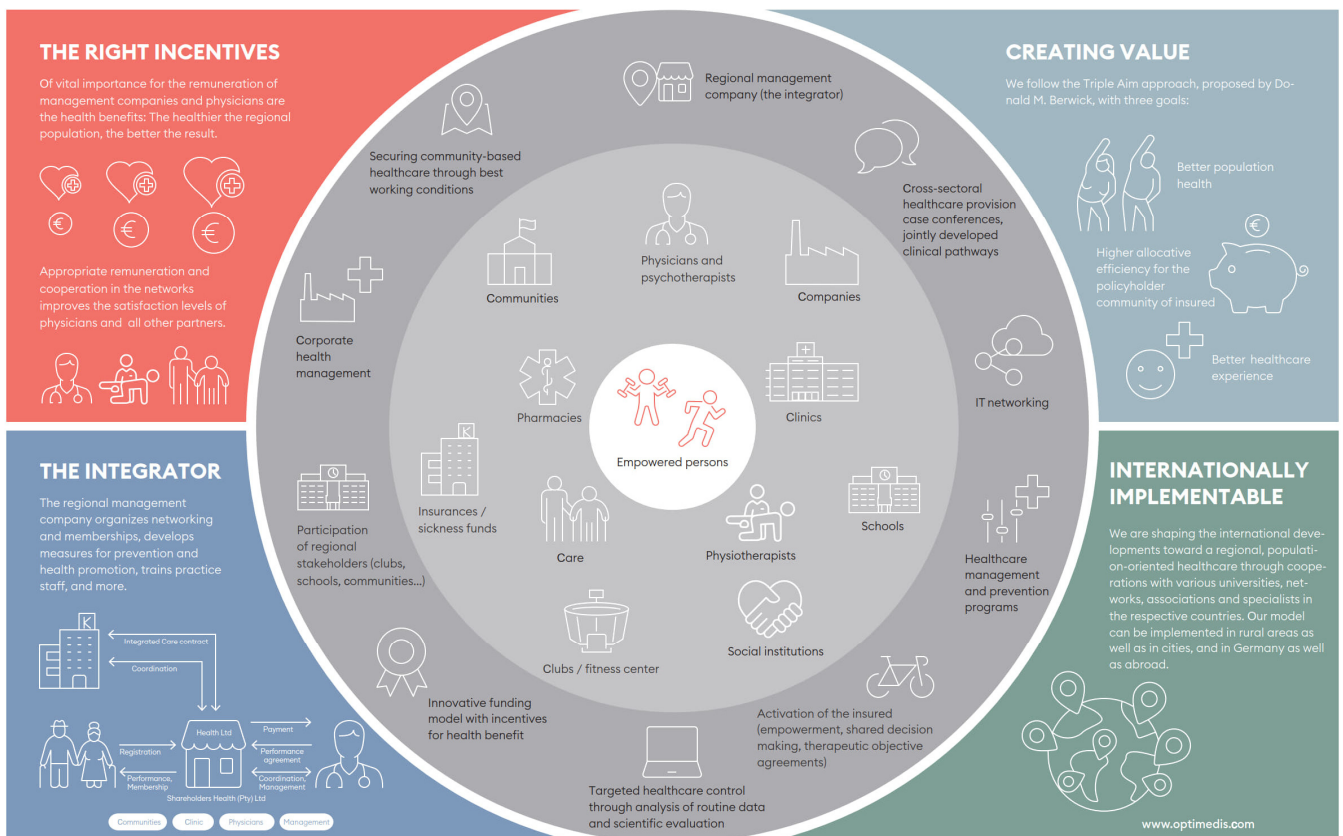 THE RIGHT INCENTIVES
Of vital importance for the remuneration of
management companies and physicians are
the health benefits: The healthier the regional
population, the better the result.
€
€
€
Appropriate remuneration and
cooperation in the networks
improves the satisfaction levels of
physicians and all other partners.
CREATING VALUE
We follow the Triple Aim approach, proposed by Do-
nald M. Berwick, with three goals:
Better population
health
€
Higher allocative
efficiency for the
policyholder
community of insured
Better healthcare
experience
Regional management
company (the integrator)
Securing community-based
healthcare through best
working conditions
Cross-sectoral
healthcare provision
case conferences,
jointly developed
clinical pathways
Corporate
health
management
IT networking
Participation
of regional
stakeholders (clubs,
schools, communities...)
Healthcare
management
and prevention
programs
Innovative funding
model with incentives
for health benefit
Activation of the insured
(empowerment, shared decision
making, therapeutic objective
agreements)
Targeted healthcare control
through analysis of routine data
and scientific evaluation
Physicians and
psychotherapists
Communities
Companies
Pharmacies
Clinics
K
Insurances /
sickness funds
Schools
Care
Physiotherapists
Clubs / fitness center
Social institutions
Empowered persons
THE INTEGRATOR
The regional management
company organizes networking
and memberships, develops
measures for prevention and
health promotion, trains practice
staff, and more.
K
Integrated Care contract
Coordination
Health Ltd
Payment
Registration
Performance
agreement
Performance,
Membership
Coordination,
Management
Shareholders Health (Pty) Ltd
Communities
Clinic
Physicians
Management
INTERNATIONALLY
IMPLEMENTABLE
We are shaping the international deve-
lopments toward a regional, populati-
on-oriented healthcare through coope-
rations with various universities, net-
works, associations and specialists in
the respective countries. Our model
can be implemented in rural areas as
well as in cities, and in Germany as well
as abroad.
www.optimedis.com